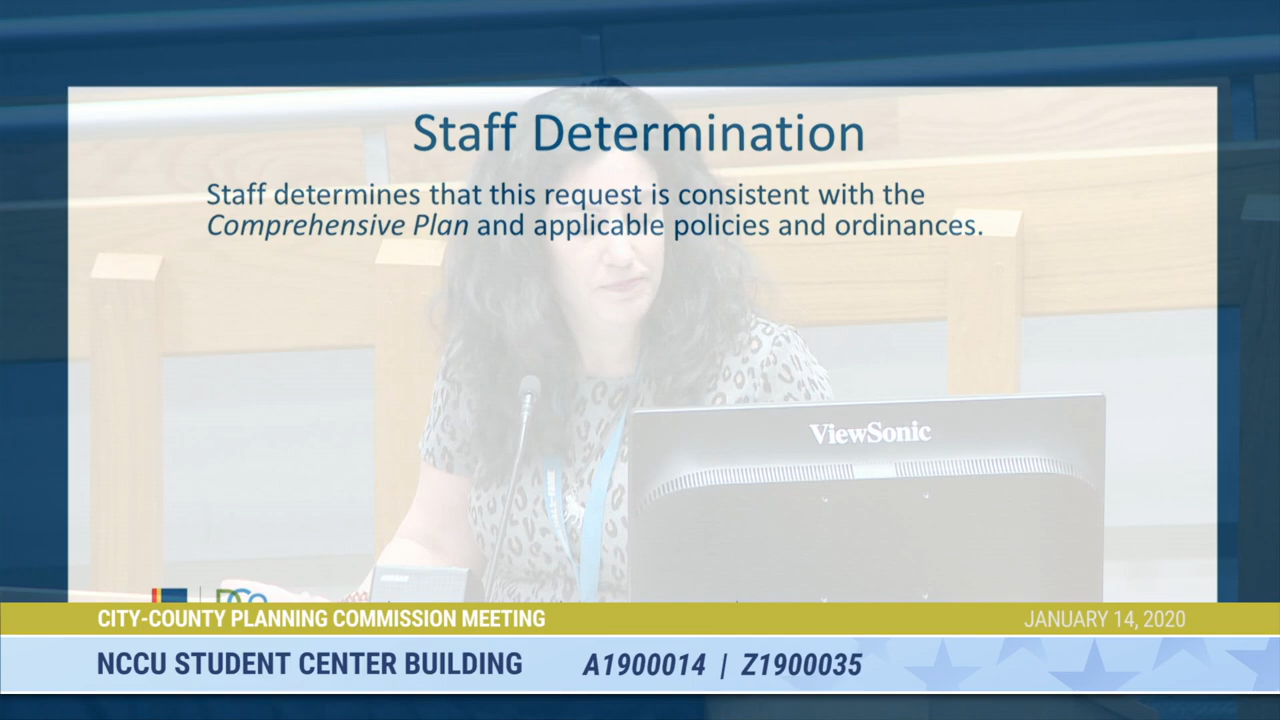 Staff Determination
Staff determines that this request is consistent with the
Comprehensive Plan and applicable policies and ordinances.
ViewSonic
CITY-COUNTY PLANNING COMMISSION MEETING
JANUARY 14, 2020
NCCU STUDENT CENTER BUILDING
A1900014 | Z1900035